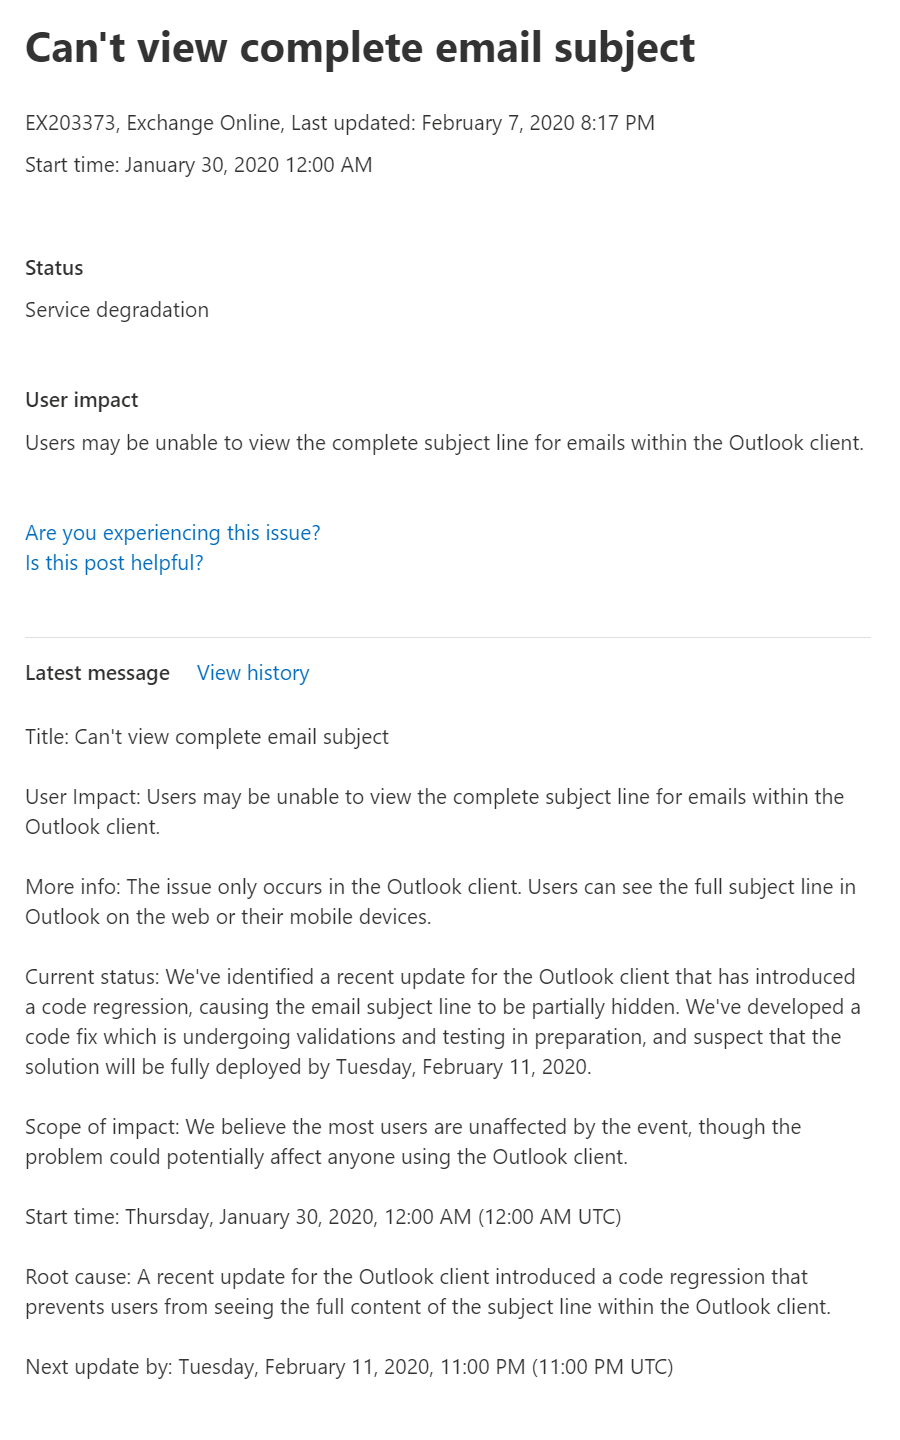 Can't view complete email subject
EX203373, Exchange Online, Last updated: February 7, 2020 8:17 PM
Start time: January 30, 2020 12:00 AM
Status
Service degradation
User impact
Users may be unable to view the complete subject line for emails within the Outlook client.
Are you experiencing this issue?
Is this post helpful?
Latest message View history
Title: Can't view complete email subject
User Impact: Users may be unable to view the complete subject line for emails within the
Outlook client.
More info: The issue only occurs in the Outlook client. Users can see the full subject line in
Outlook on the web or their mobile devices.
Current status: We've identified a recent update for the Outlook client that has introduced
a code regression, causing the email subject line to be partially hidden. We've developed a
code fix which is undergoing validations and testing in preparation, and suspect that the
solution will be fully deployed by Tuesday, February 11, 2020.
Scope of impact: We believe the most users are unaffected by the event, though the
problem could potentially affect anyone using the Outlook client.
Start time: Thursday, January 30, 2020, 12:00 AM (12:00 AM UTC)
Root cause: A recent update for the Outlook client introduced a code regression that
prevents users from seeing the full content of the subject line within the Outlook client.
Next update by: Tuesday, February 11, 2020, 11:00 PM (11:00 PM UTC)